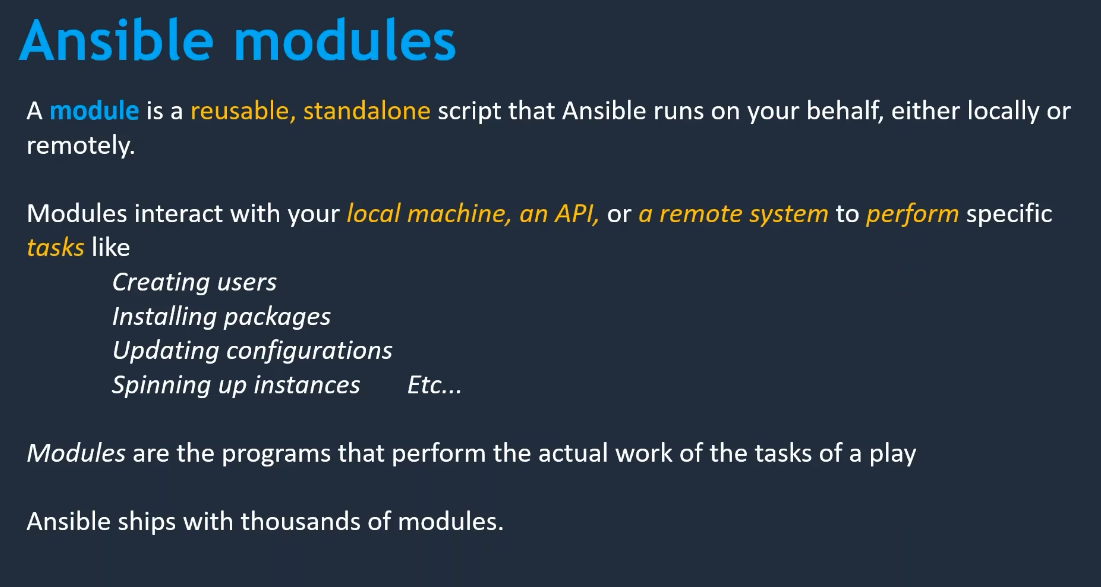 Ansible modules
A module is a reusable, standalone script that Ansible runs on your behalf, either locally or
remotely.
Modules interact with your local machine, an API, or a remote system to perform specific
tasks like
Creating users
Installing packages
Updating configurations
Spinning up instances Etc...
Modules are the programs that perform the actual work of the tasks of a play
Ansible ships with thousands of modules.